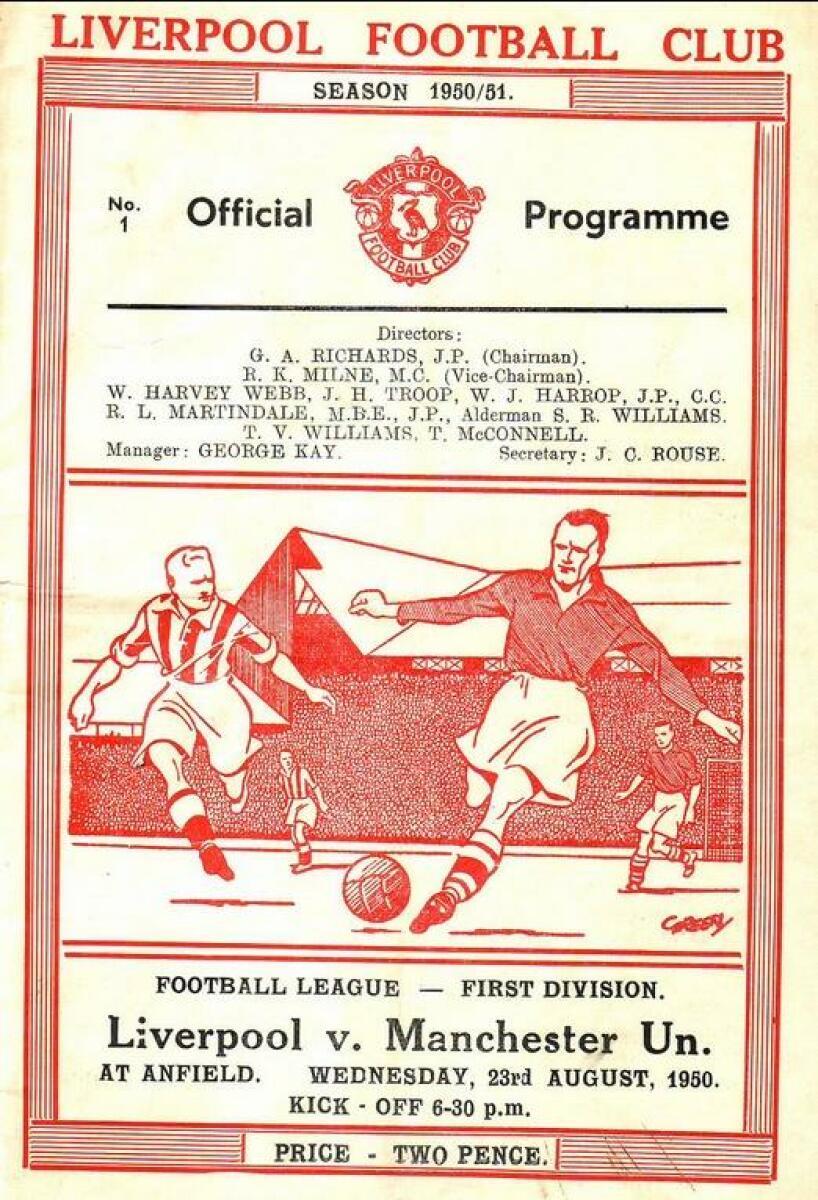 LIVERPOOL FOOTBALL CLUB
SEASON 1950/51.
No. 1
Official Programme
LIVERPOOL
FOOTBALL CLUB
Directors:
G. A. RICHARDS, J.P. (Chairman).
R. K. MILNE, M.C. (Vice-Chairman).
W. HARVEY WEBB, J. H. TROOP, W. J. HARROP, J.P., C.C.
R. L. MARTINDALE, M.B.E., J.P., Alderman S. R. WILLIAMS.
T. V. WILLIAMS, T. McCONNELL.
Manager: GEORGE KAY. Secretary: J. C. ROUSE.
FOOTBALL LEAGUE — FIRST DIVISION.
Liverpool v. Manchester Un.
AT ANFIELD. WEDNESDAY, 23rd AUGUST, 1950.
KICK - OFF 6-30 p.m.
PRICE - TWO PENCE.